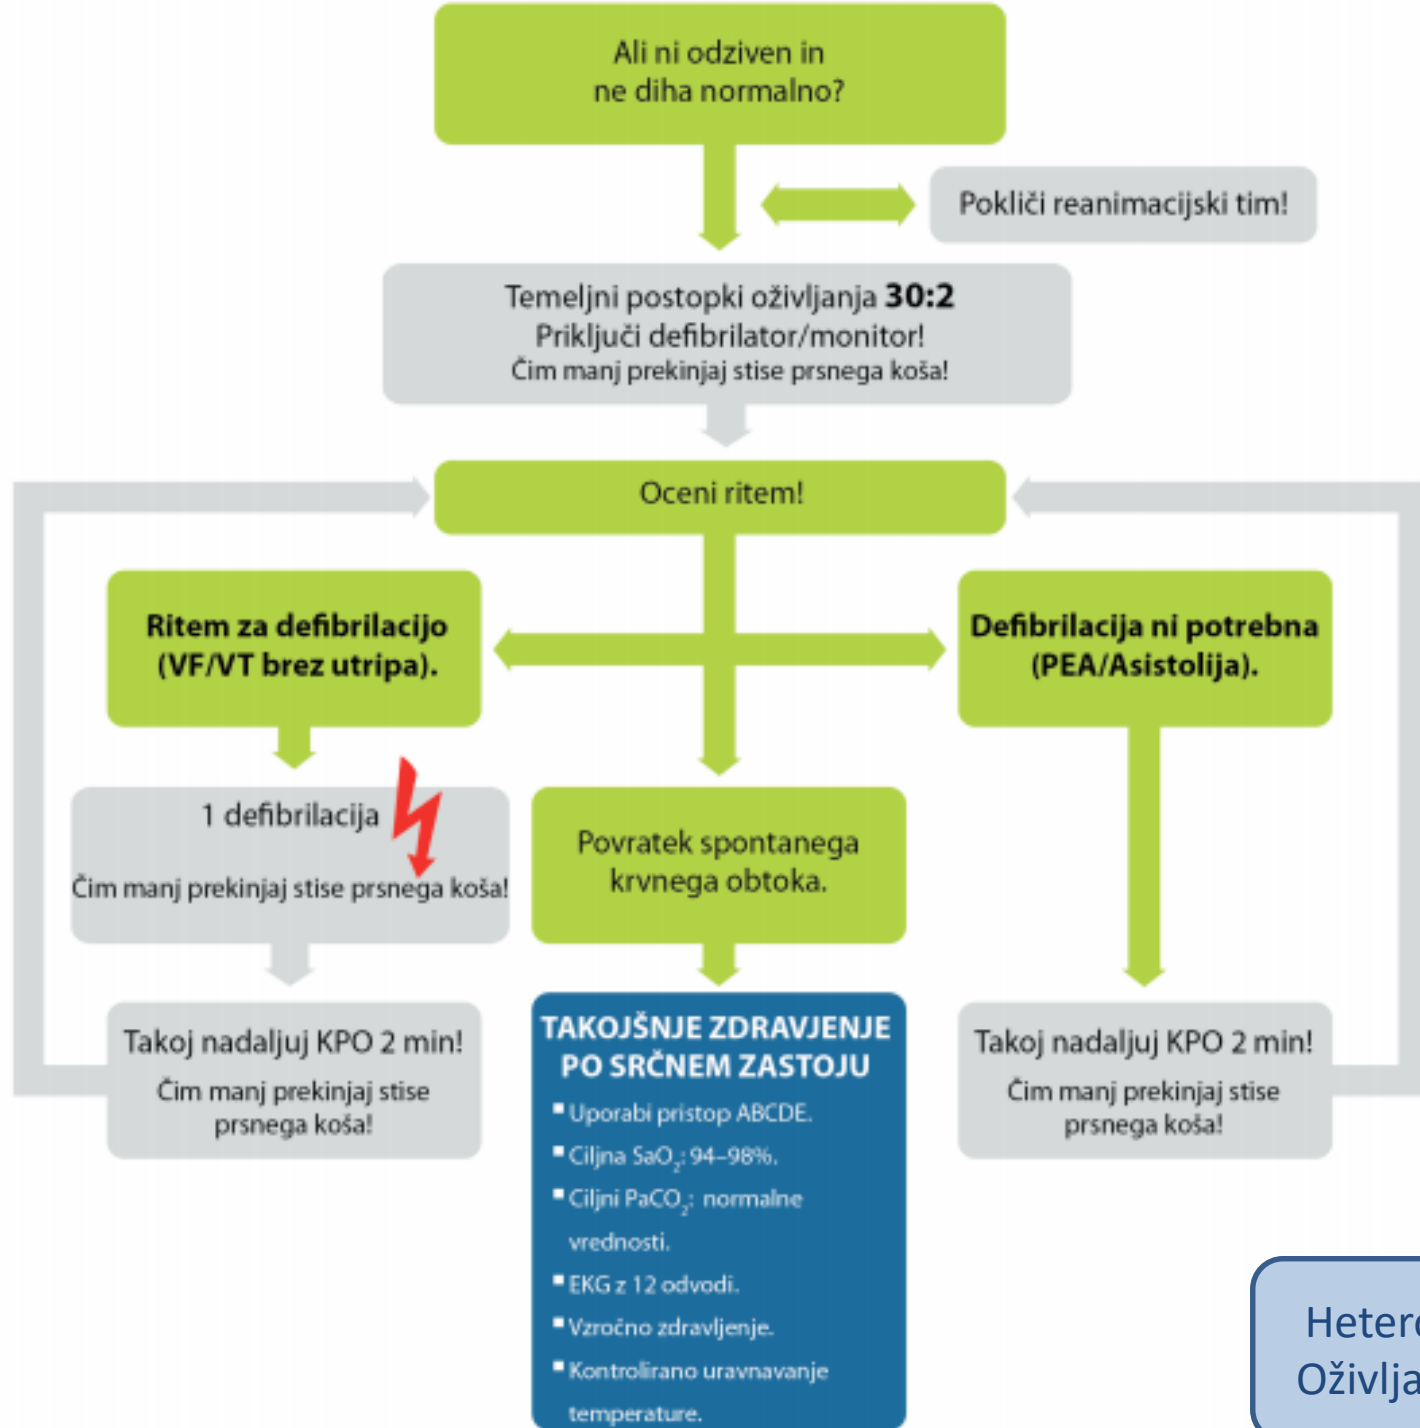 Ali ni odziven in
ne diha normalno?
Pokliči reanimacijski tim!
Temeljni postopki oživljanja 30:2
Priključi defibrilator/monitor!
Čim manj prekinjaj stise prsnega koša!
Oceni ritem!
Ritem za defibrilacijo
(VF/VT brez utripa).
Defibrilacija ni potrebna
(PEA/Asistolija).
1 defibrilacija
Čim manj prekinjaj stise prsnega koša!
Povratek spontanega
krvnega obtoka.
Takoj nadaljuj KPO 2 min!
Čim manj prekinjaj stise
prsnega koša!
TAKOJŠNJE ZDRAVJENJE
PO SRČNEM ZASTOJU
▪ Uporabi pristop ABCDE.
▪ Ciljna SaO₂: 94–98%.
▪ Ciljni PaCO₂: normalne
vrednosti.
▪ EKG z 12 odvodi.
▪ Vzročno zdravljenje.
▪ Kontrolirano uravnavanje
temperature.
Takoj nadaljuj KPO 2 min!
Čim manj prekinjaj stise
prsnega koša!